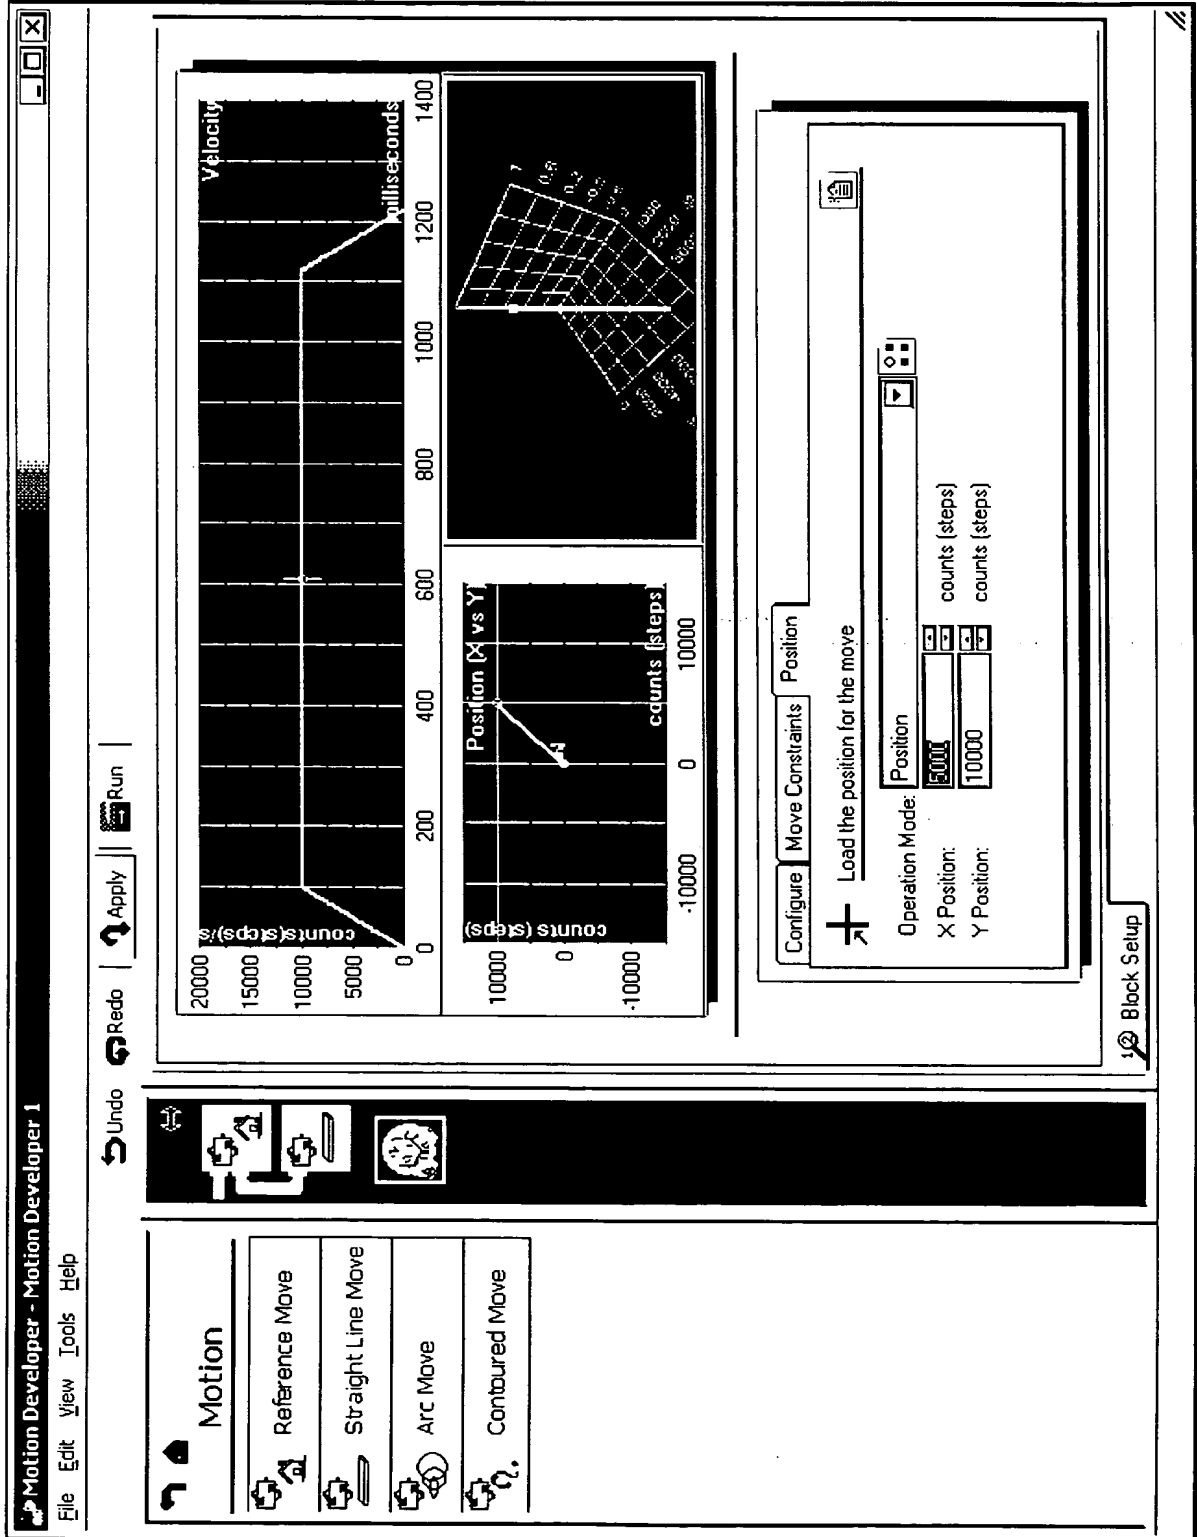 Motion Developer - Motion Developer 1
File Edit View Tools Help
Undo Redo Apply Run
Motion
Reference Move
Straight Line Move
Arc Move
Contoured Move
Velocity
counts(steps)/s
20000
15000
10000
5000
0
milliseconds
0 200 400 600 800 1000 1200 1400
Position (X vs Y)
counts (steps)
10000
0
-10000
counts (steps)
-10000 0 10000
Configure Move Constraints Position
Load the position for the move
Operation Mode: Position
X Position: 5000 counts (steps)
Y Position: 10000 counts (steps)
Block Setup